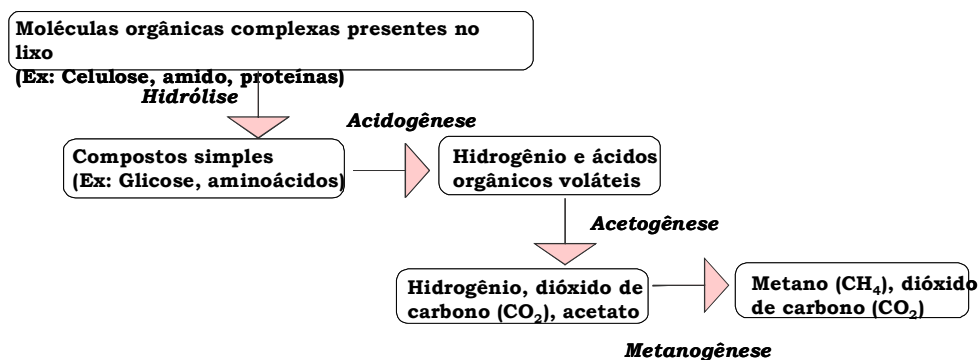 Moléculas orgânicas complexas presentes no
lixo
(Ex: Celulose, amido, proteínas)
Hidrólise
Acidogênese
Compostos simples
(Ex: Glicose, aminoácidos)
Hidrogênio e ácidos
orgânicos voláteis
Acetogênese
Hidrogênio, dióxido de
carbono (CO₂), acetato
Metano (CH₄), dióxido
de carbono (CO₂)
Metanogênese